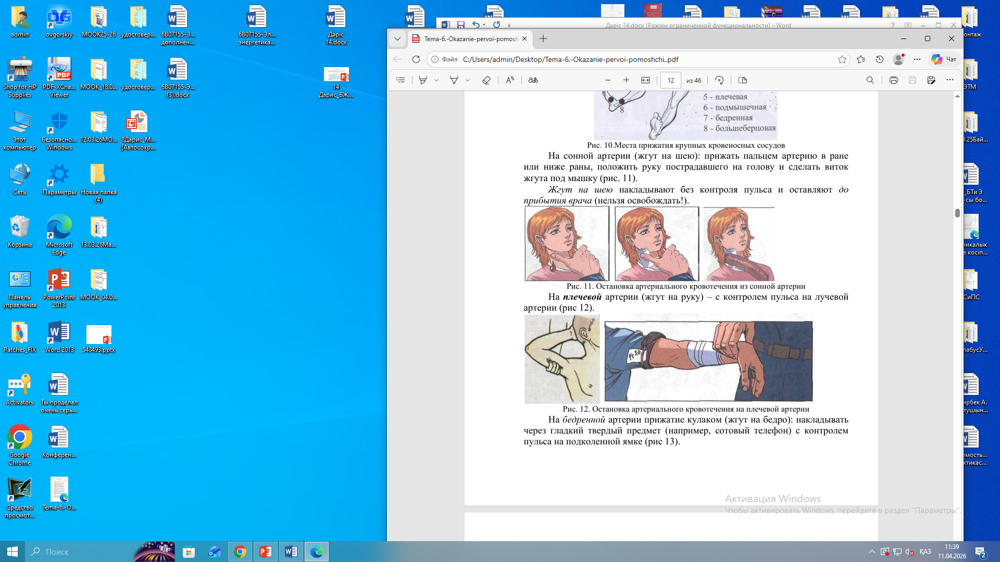 admin
ovgorskiy
МООК25-26
удостовер...
6В07155-Э...
дополнен...
6В07155-Эл...
энергетика...
Дәріс
14.docx
Shop for HP
Supplies
PDF-XCha...
Viewer
МООК_18.0...
удостовер...
6В07155-Э...
(3).docx
14
Дарис_БЖ...
Этот
компьютер
Безопасно...
Windows
12.03.26МО...
8Дарис_М...
[Автосохр...
Сеть
Параметры
Новая папка
(4)
Корзина
Microsoft
Edge
13.03.26Ма...
Панель
управления
PowerPoint
2013
МООК_04.0...
Patches_FIX
Word 2013
548493.pptx
Activators
Ты проделал
очень серь...
Google
Chrome
Конферен...
Средство
просмот...
Tema-6.-O...
Дәріс 14.docx [Режим ограниченной функциональности] - Word
Tema-6.-Okazanie-pervoi-pomosh
Файл
C:/Users/admin/Desktop/Tema-6.-Okazanie-pervoi-pomoshchi..pdf
Чат
12
из 46
8
5 - плечевая
6 - подмышечная
7 - бедренная
8 - большеберцовая
Рис. 10.Места прижатия крупных кровеносных сосудов
На сонной артерии (жгут на шею): прижать пальцем артерию в ране
или ниже раны, положить руку пострадавшего на голову и сделать виток
жгута под мышку (рис. 11).
Жгут на шею накладывают без контроля пульса и оставляют до
прибытия врача (нельзя освобождать!).
Рис. 11. Остановка артериального кровотечения из сонной артерии
На плечевой артерии (жгут на руку) – с контролем пульса на лучевой
артерии (рис 12).
Рис. 12. Остановка артериального кровотечения на плечевой артерии
На бедренной артерии прижатие кулаком (жгут на бедро): накладывать
через гладкий твердый предмет (например, сотовый телефон) с контролем
пульса на подколенной ямке (рис 13).
Активация Windows
Чтобы активировать Windows, перейдите в раздел "Параметры".
онтаж
ЭТМ
9.25Бай...
_БТи Э
-сы бо...
никалык
е косіп...
СиПС
лабусУ...
ирбек А.
тушын...
омость...
ктикас...
Поиск
ҚАЗ
11:39
11.04.2026
2